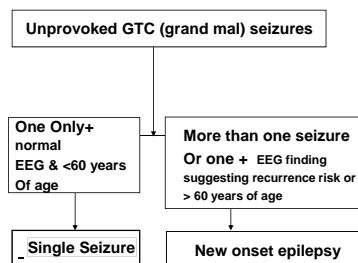 Unprovoked GTC (grand mal) seizures
One Only+
normal
EEG & <60 years
Of age
More than one seizure
Or one + EEG finding
suggesting recurrence risk or
> 60 years of age
Single Seizure
New onset epilepsy